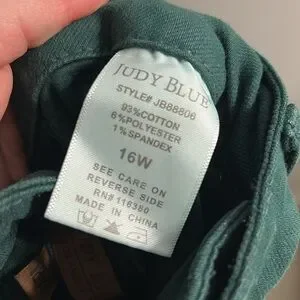 JUDY BLUE
STYLE# JB88806
93%COTTON
6%POLYESTER
1%SPANDEX
16W
SEE CARE ON
REVERSE SIDE
RN# 116380
MADE IN CHINA